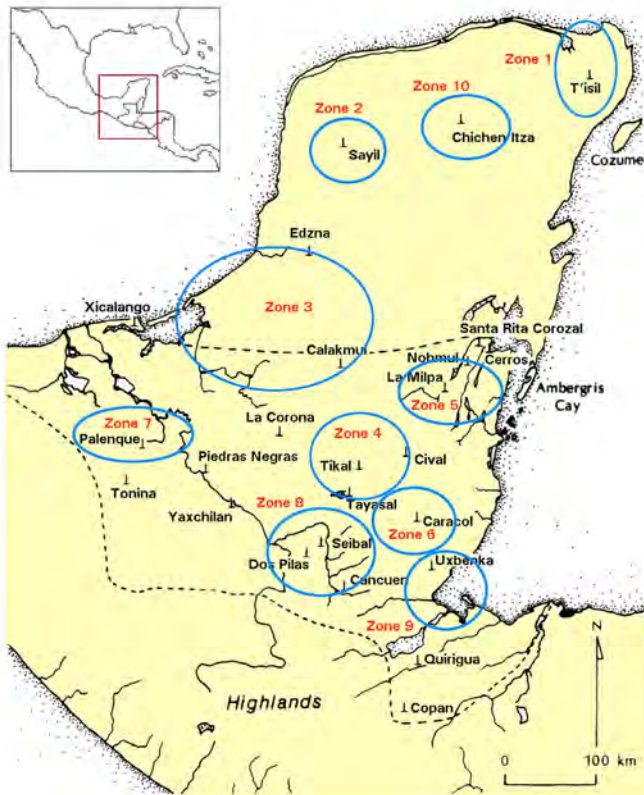 Zone 1
T'isil
Zone 10
Zone 2
Chichen Itza
Sayil
Cozume
Edzna
Zone 3
Xicalango
Santa Rita Corozal
Calakmul
Nohmul
Cerros
La Milpa
Ambergris
Cay
Zone 5
La Corona
Zone 7
Palenque
Zone 4
Cival
Tikal
Piedras Negras
Tonina
Tayasal
Zone 8
Yaxchilan
Caracol
Zone 6
Seibal
Dos Pilas
Uxbenka
Cancuen
Zone 9
N
Quirigua
Highlands
Copan
0 100 km